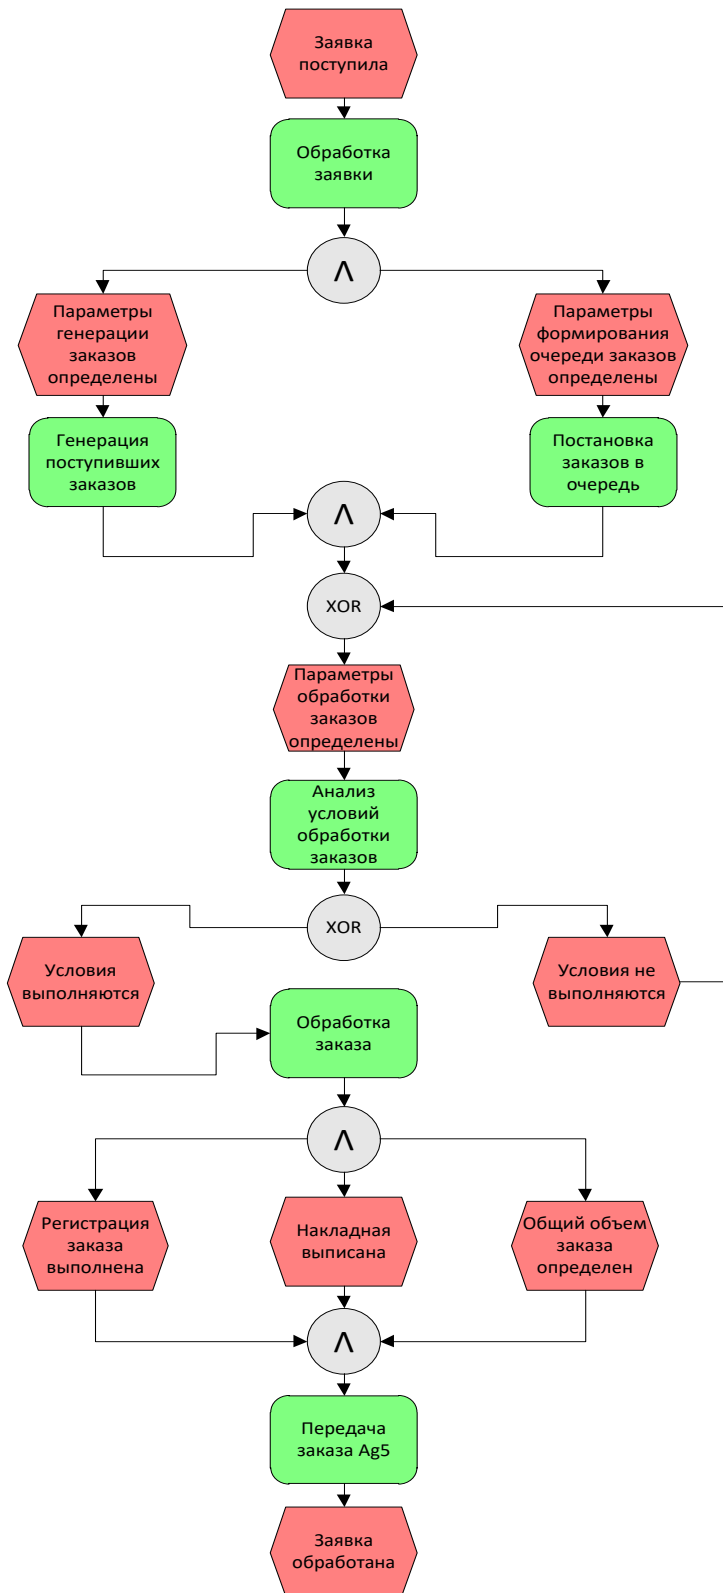 Заявка
поступила
Обработка
заявки
Λ
Параметры
генерации
заказов
определены
Параметры
формирования
очереди заказов
определены
Генерация
поступивших
заказов
Постановка
заказов в
очередь
Λ
XOR
Параметры
обработки
заказов
определены
Анализ
условий
обработки
заказов
XOR
Условия
выполняются
Условия не
выполняются
Обработка
заказа
Λ
Регистрация
заказа
выполнена
Накладная
выписана
Общий объем
заказа
определен
Λ
Передача
заказа Ag5
Заявка
обработана